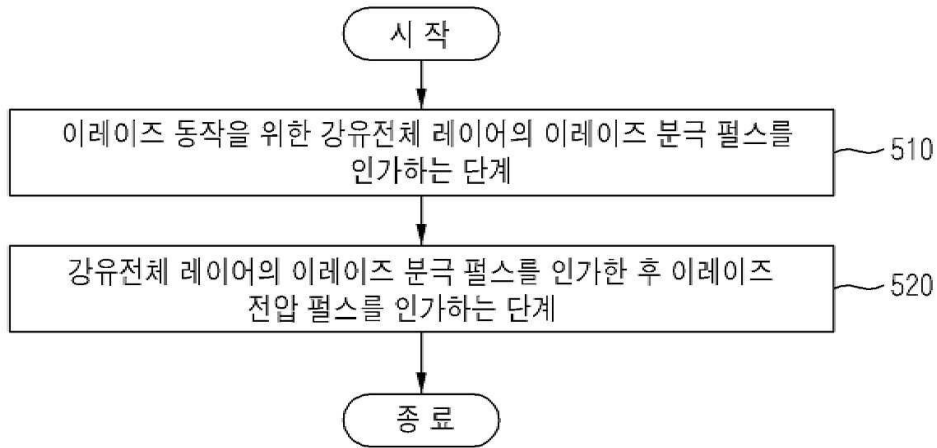 시 작
이레이즈 동작을 위한 강유전체 레이어의 이레이즈 분극 펄스를
인가하는 단계
510
강유전체 레이어의 이레이즈 분극 펄스를 인가한 후 이레이즈
전압 펄스를 인가하는 단계
520
종 료